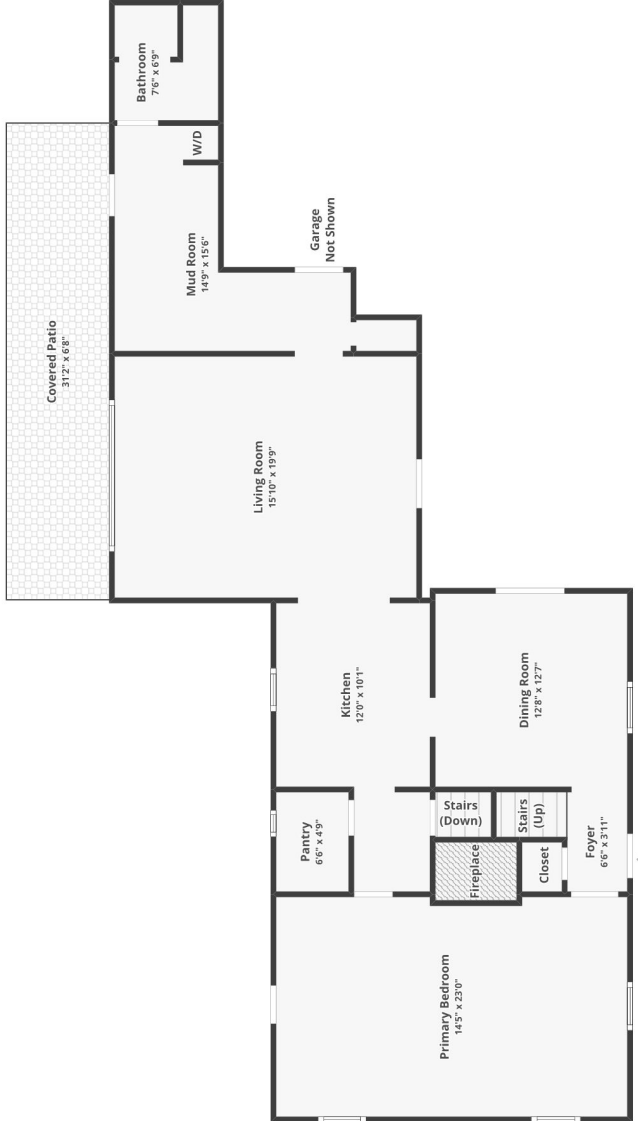 Bathroom
7'6" x 6'9"
W/D
Mud Room
14'9" x 15'6"
Garage
Not Shown
Covered Patio
31'2" x 6'8"
Living Room
15'10" x 19'9"
Kitchen
12'0" x 10'1"
Dining Room
12'8" x 12'7"
Pantry
6'6" x 4'9"
Stairs
(Down)
Stairs
(Up)
Foyer
6'6" x 3'11"
Fireplace
Closet
Primary Bedroom
14'5" x 23'0"